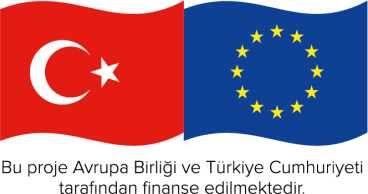 Bu proje Avrupa Birliği ve Türkiye Cumhuriyeti
tarafından finanse edilmektedir.